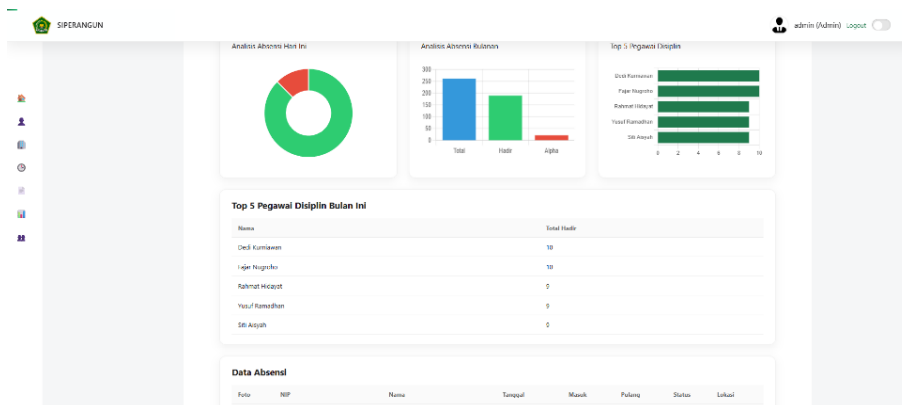 SIPERANGUN
admin (Admin) Logout
Analisis Absensi Hari Ini
Analisis Absensi Bulanan
300
250
200
150
100
50
0
Total Hadir Alpha
Top 5 Pegawai Disiplin
Dedi Kurniawan
Fajar Nugroho
Rahmat Hidayat
Yusuf Ramadhan
Siti Aisyah
0 2 4 6 8 10
Top 5 Pegawai Disiplin Bulan Ini
Nama Total Hadir
Dedi Kurniawan 10
Fajar Nugroho 10
Rahmat Hidayat 9
Yusuf Ramadhan 9
Siti Aisyah 9
Data Absensi
Foto NIP Nama Tanggal Masuk Pulang Status Lokasi